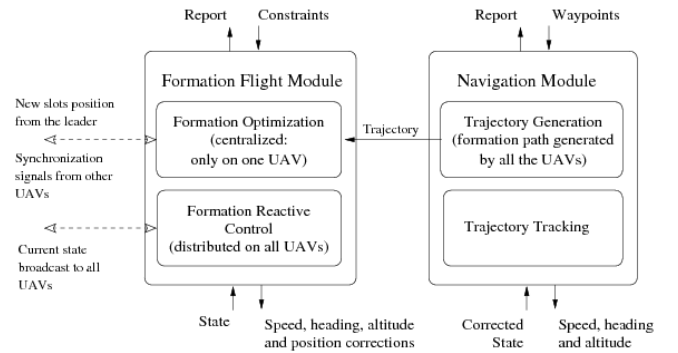 Report
Constraints
Report
Waypoints
Formation Flight Module
Navigation Module
New slots position
from the leader
Synchronization
signals from other
UAVs
Formation Optimization
(centralized:
only on one UAV)
Trajectory
Trajectory Generation
(formation path generated
by all the UAVs)
Formation Reactive
Control
(distributed on all UAVs)
Trajectory Tracking
Current state
broadcast to all
UAVs
State
Speed, heading, altitude
and position corrections
Corrected
State
Speed, heading
and altitude